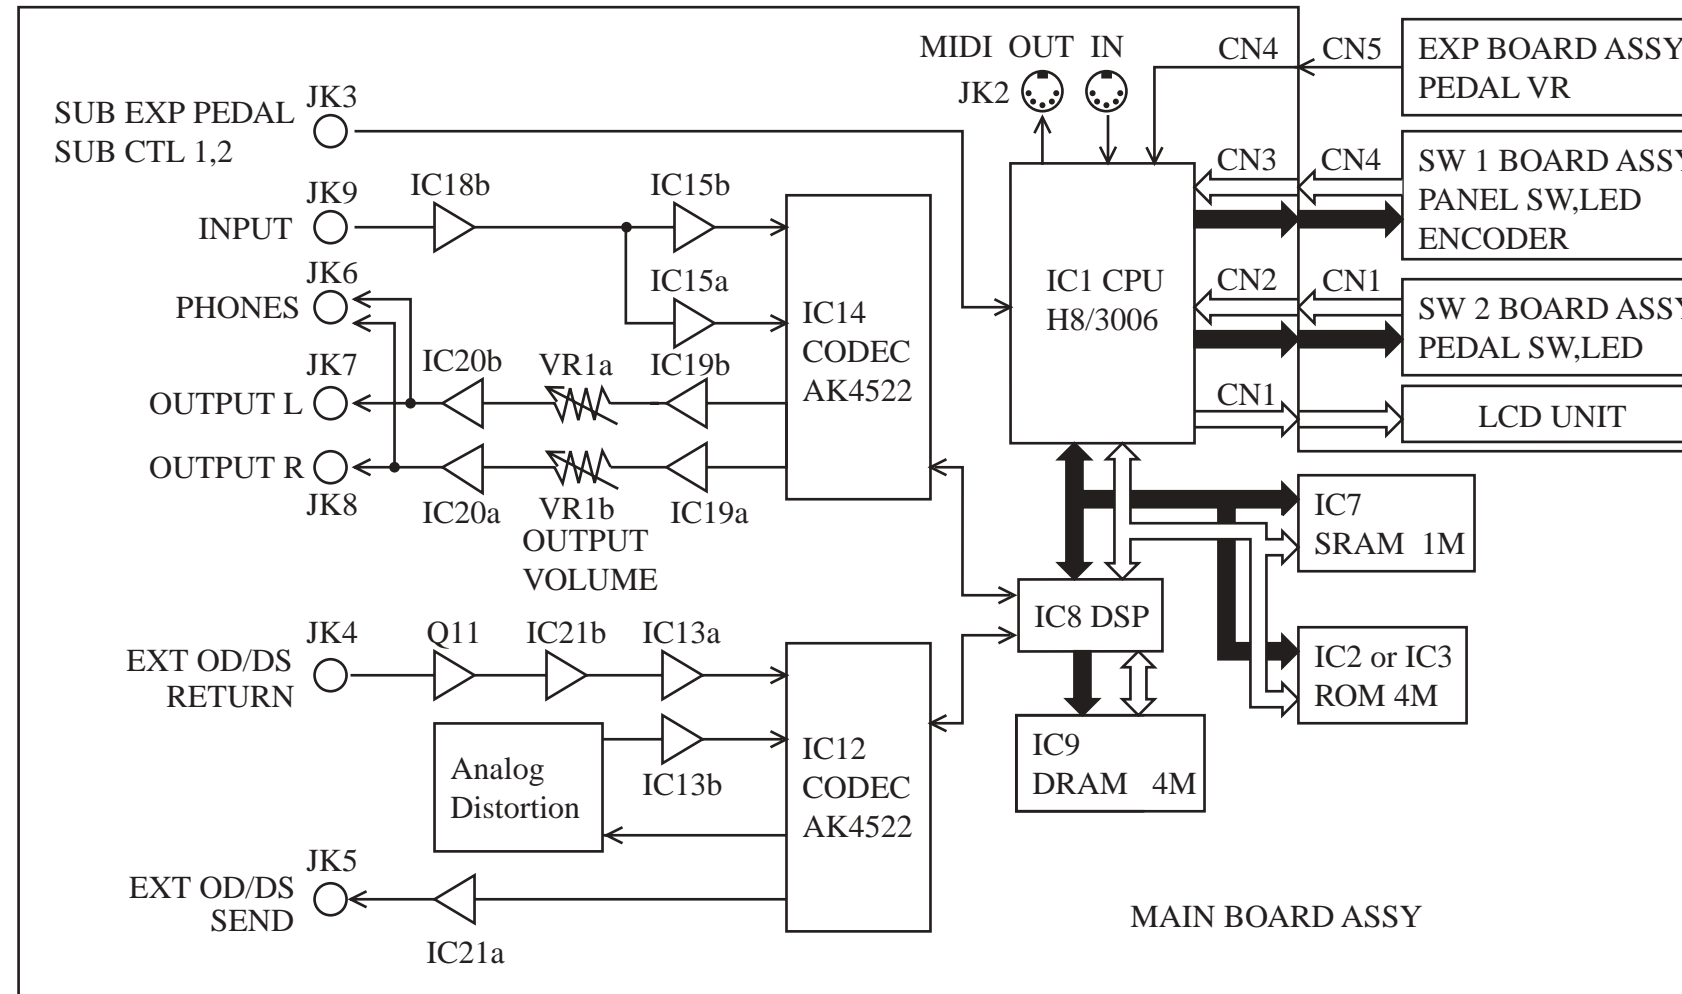 MIDI OUT IN
JK2
CN4
CN5
EXP BOARD ASSY
PEDAL VR
SUB EXP PEDAL
SUB CTL 1,2
JK3
CN3
CN4
SW 1 BOARD ASSY
PANEL SW,LED
ENCODER
INPUT
JK9
IC18b
IC15b
IC15a
PHONES
JK6
IC14
CODEC
AK4522
IC1 CPU
H8/3006
CN2
CN1
SW 2 BOARD ASSY
PEDAL SW,LED
OUTPUT L
JK7
IC20b
VR1a
IC19b
CN1
LCD UNIT
OUTPUT R
JK8
IC20a
VR1b
IC19a
OUTPUT
VOLUME
IC7
SRAM 1M
IC8 DSP
IC2 or IC3
ROM 4M
IC9
DRAM 4M
EXT OD/DS
RETURN
JK4
Q11
IC21b
IC13a
Analog
Distortion
IC13b
IC12
CODEC
AK4522
EXT OD/DS
SEND
JK5
IC21a
MAIN BOARD ASSY